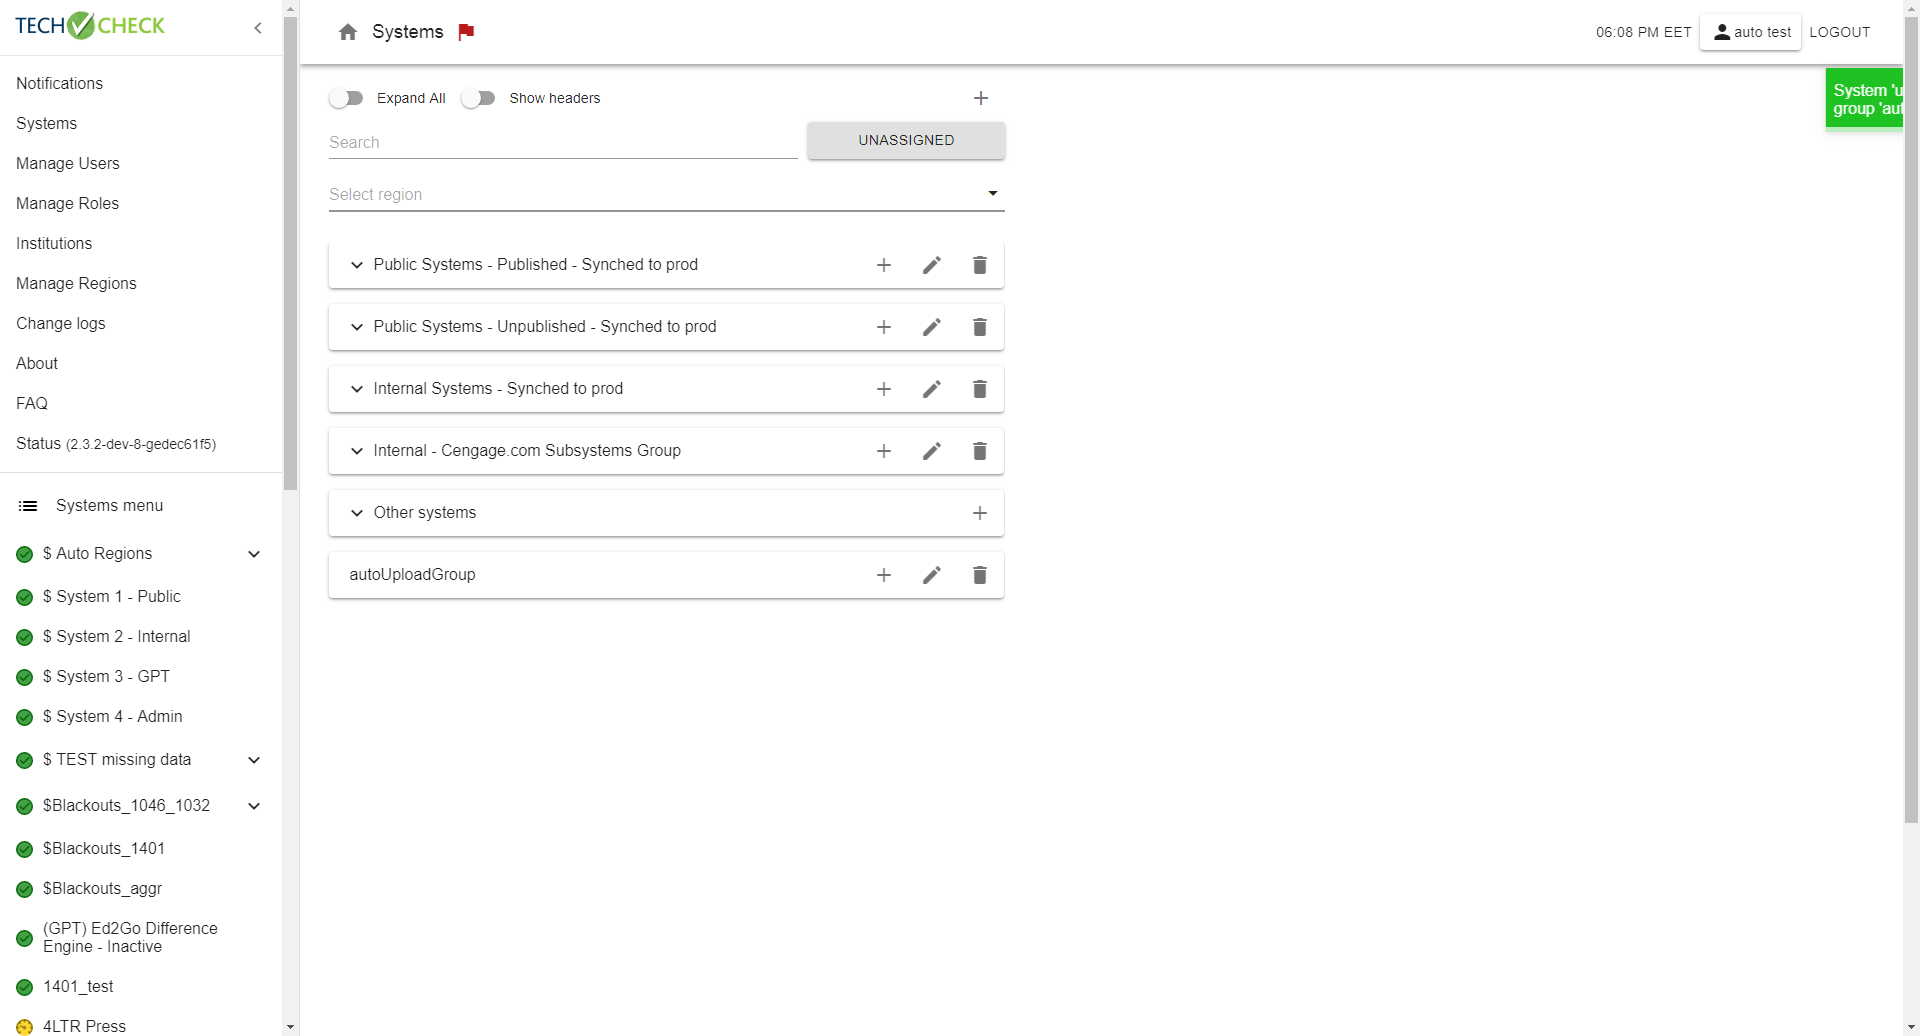 TECH CHECK
Notifications
Systems
Manage Users
Manage Roles
Institutions
Manage Regions
Change logs
About
FAQ
Status (2.3.2-dev-8-gedec61f5)
Systems menu
$ Auto Regions
$ System 1 - Public
$ System 2 - Internal
$ System 3 - GPT
$ System 4 - Admin
$ TEST missing data
$Blackouts_1046_1032
$Blackouts_1401
$Blackouts_aggr
(GPT) Ed2Go Difference
Engine - Inactive
1401_test
4LTR Press
Systems
06:08 PM EET
auto test
LOGOUT
System 'u
group 'aut
Expand All
Show headers
Search
UNASSIGNED
Select region
Public Systems - Published - Synched to prod
Public Systems - Unpublished - Synched to prod
Internal Systems - Synched to prod
Internal - Cengage.com Subsystems Group
Other systems
autoUploadGroup